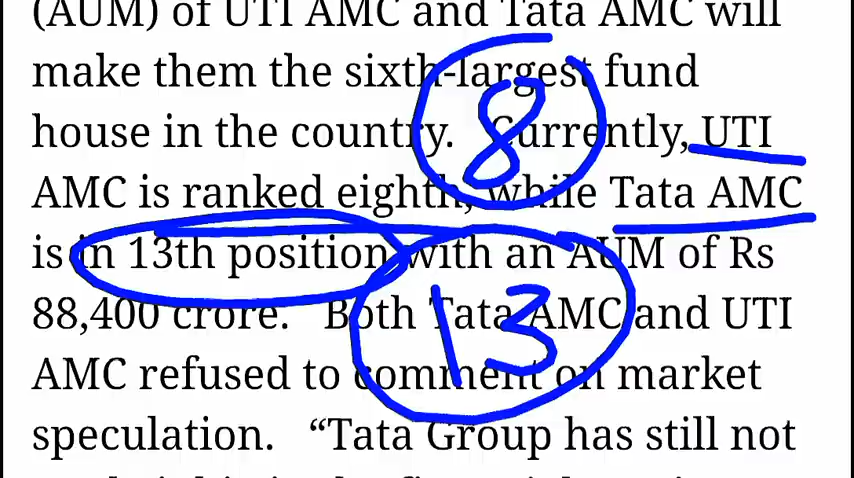 (AUM) of UTI AMC and Tata AMC will
make them the sixth-largest fund
house in the country. Currently, UTI
8
AMC is ranked eighth, while Tata AMC
is in 13th position with an AUM of Rs
88,400 crore. Both Tata AMC and UTI
13
AMC refused to comment on market
speculation. “Tata Group has still not